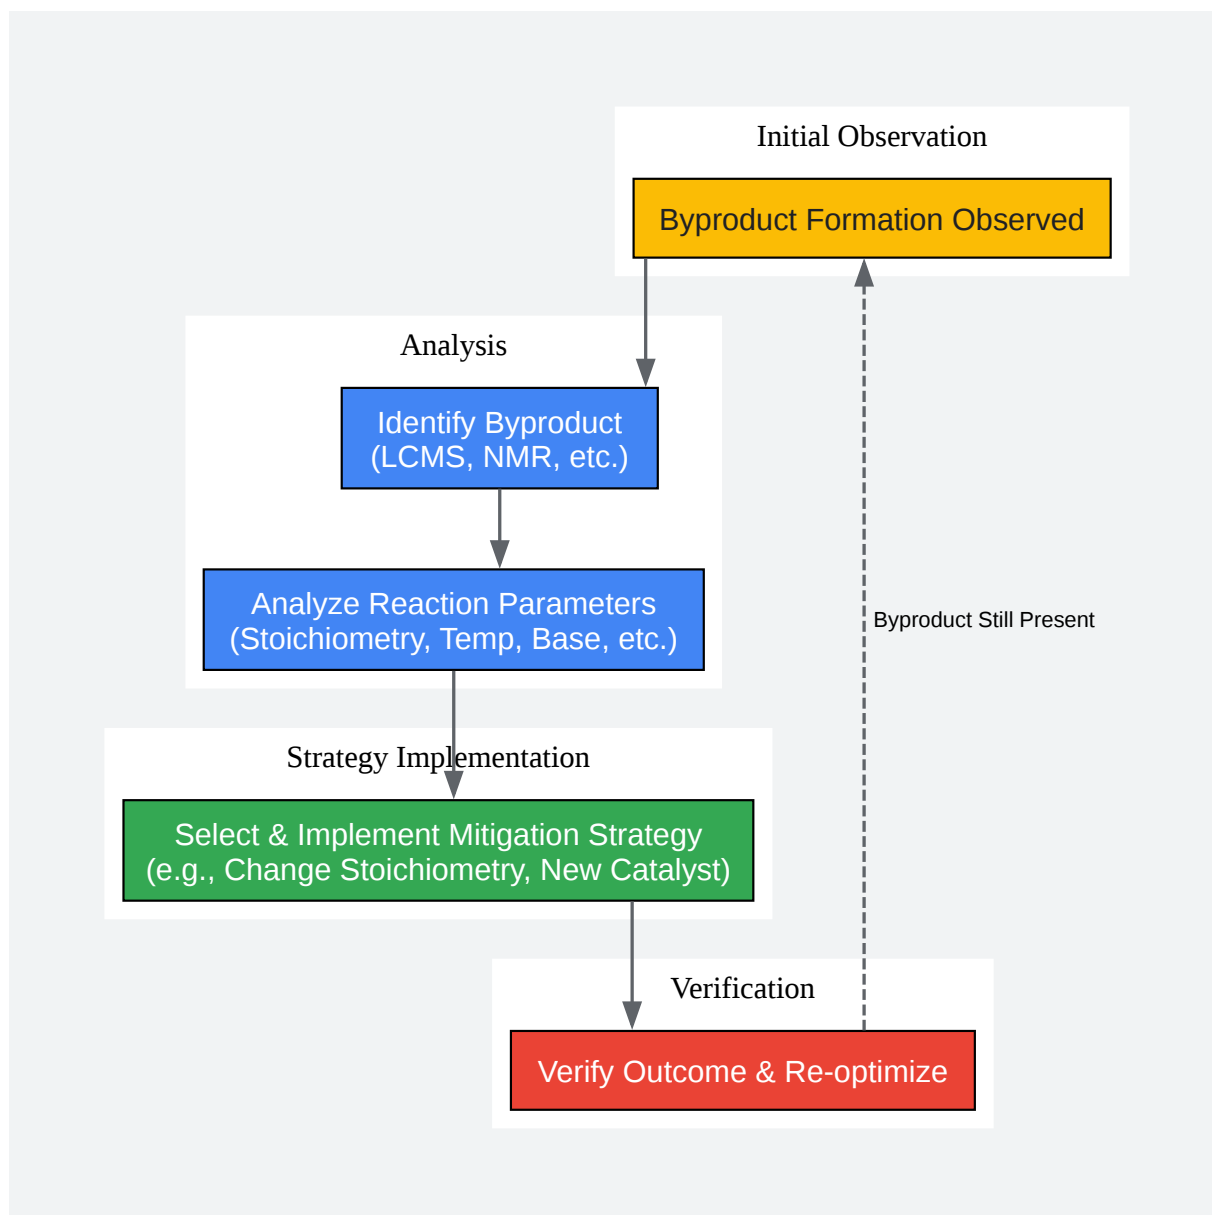 Initial Observation
Byproduct Formation Observed
Analysis
Identify Byproduct
(LCMS, NMR, etc.)
Analyze Reaction Parameters
(Stoichiometry, Temp, Base, etc.)
Byproduct Still Present
Strategy Implementation
Select & Implement Mitigation Strategy
(e.g., Change Stoichiometry, New Catalyst)
Verification
Verify Outcome & Re-optimize